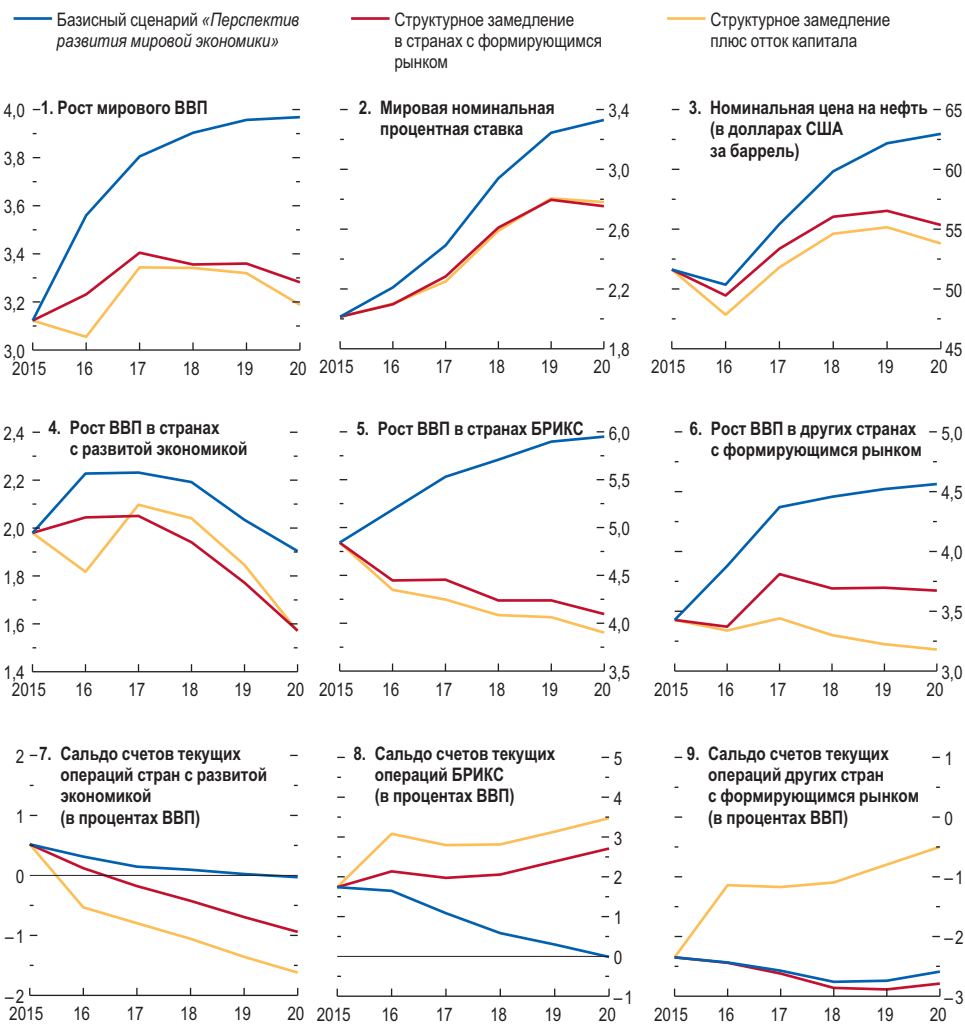 Базисный сценарий «Перспектив
развития мировой экономики»
Структурное замедление
в странах с формирующимся
рынком
Структурное замедление
плюс отток капитала
1. Рост мирового ВВП
4,0
3,8
3,6
3,4
3,2
3,0
2015 16 17 18 19 20
2. Мировая номинальная
процентная ставка
3,4
3,0
2,6
2,2
1,8
2015 16 17 18 19 20
3. Номинальная цена на нефть
(в долларах США
за баррель)
65
60
55
50
45
2015 16 17 18 19 20
4. Рост ВВП в странах
с развитой экономикой
2,4
2,2
2,0
1,8
1,6
1,4
2015 16 17 18 19 20
5. Рост ВВП в странах БРИКС
6,0
5,5
5,0
4,5
4,0
3,5
2015 16 17 18 19 20
6. Рост ВВП в других странах
с формирующимся рынком
5,0
4,5
4,0
3,5
3,0
2015 16 17 18 19 20
7. Сальдо счетов текущих
операций стран с развитой
экономикой
(в процентах ВВП)
2
1
0
–1
–2
2015 16 17 18 19 20
8. Сальдо счетов текущих
операций БРИКС
(в процентах ВВП)
5
4
3
2
1
0
–1
2015 16 17 18 19 20
9. Сальдо счетов текущих
операций других стран
с формирующимся рынком
(в процентах ВВП)
1
0
–1
–2
–3
2015 16 17 18 19 20